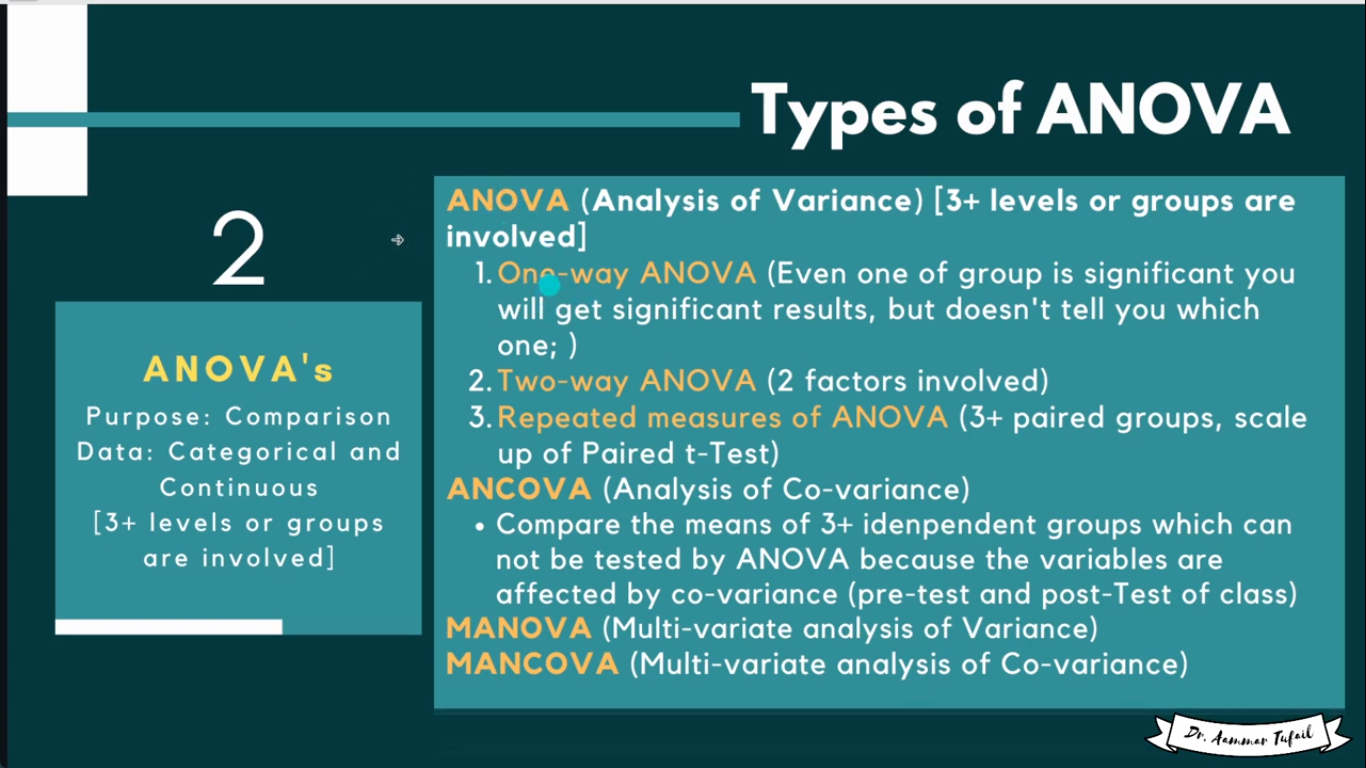 Types of ANOVA
2
ANOVA's
Purpose: Comparison
Data: Categorical and
Continuous
[3+ levels or groups
are involved]
ANOVA (Analysis of Variance) [3+ levels or groups are
involved]
1. One-way ANOVA (Even one of group is significant you
will get significant results, but doesn't tell you which
one; )
2. Two-way ANOVA (2 factors involved)
3. Repeated measures of ANOVA (3+ paired groups, scale
up of Paired t-Test)
ANCOVA (Analysis of Co-variance)
• Compare the means of 3+ idenpendent groups which can
not be tested by ANOVA because the variables are
affected by co-variance (pre-test and post-Test of class)
MANOVA (Multi-variate analysis of Variance)
MANCOVA (Multi-variate analysis of Co-variance)
Dr. Aammar Tufail